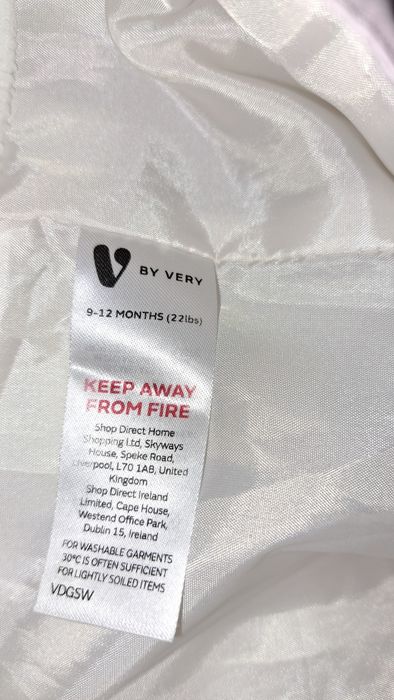 V BY VERY
9-12 MONTHS (22lbs)
KEEP AWAY
FROM FIRE
Shop Direct Home
Shopping Ltd, Skyways
House, Speke Road,
Liverpool, L70 1AB, United
Kingdom
Shop Direct Ireland
Limited, Cape House,
Westend Office Park,
Dublin 15, Ireland
FOR WASHABLE GARMENTS
30°C IS OFTEN SUFFICIENT
FOR LIGHTLY SOILED ITEMS
VDGSW